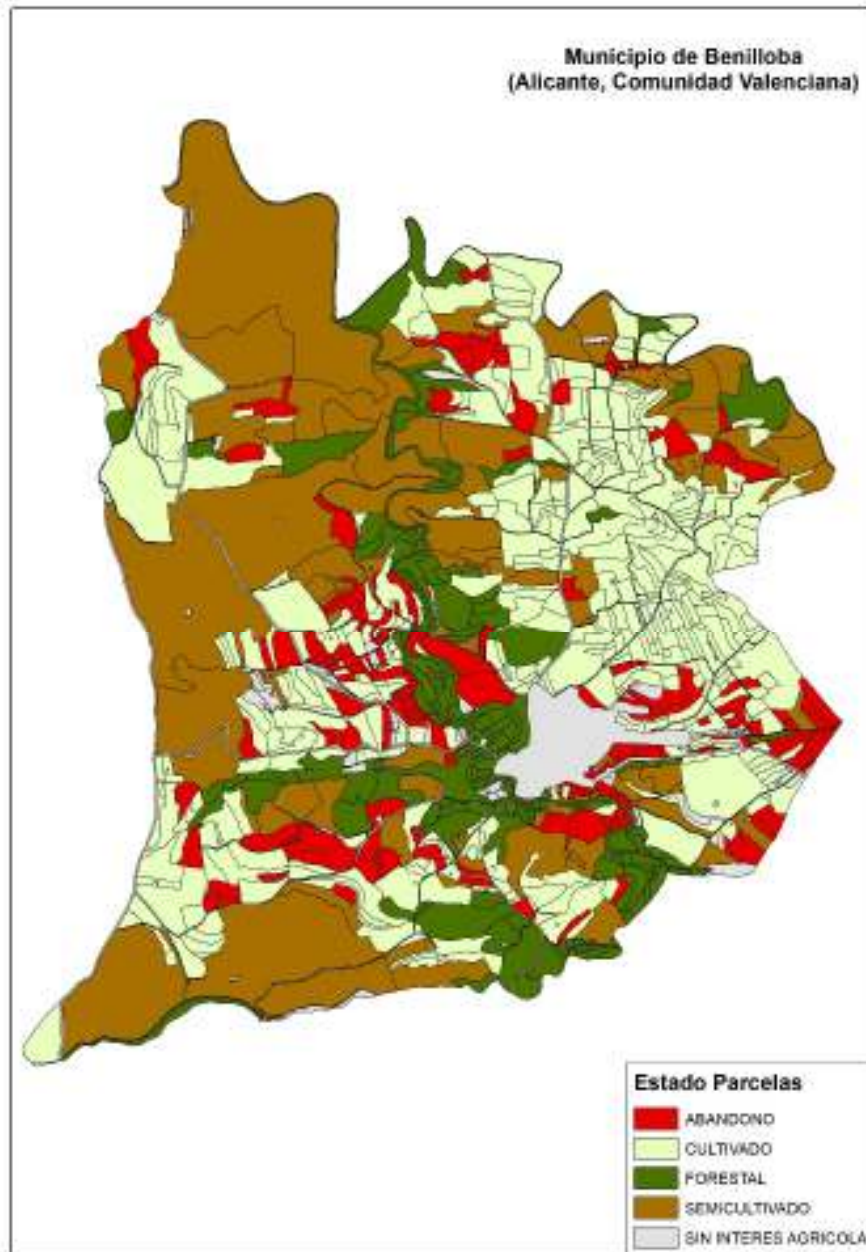 Municipio de Benilloba
(Alicante, Comunidad Valenciana)
Estado Parcelas
ABANDONO
CULTIVADO
FORESTAL
SEMICULTIVADO
SIN INTERES AGRICOLA